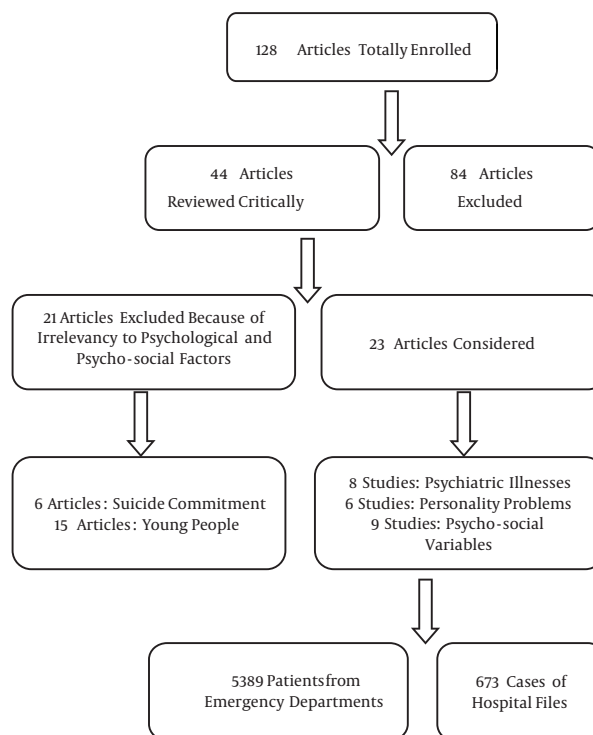 128 Articles Totally Enrolled
44 Articles
Reviewed Critically
84 Articles
Excluded
21 Articles Excluded Because of
Irrelevancy to Psychological and
Psycho-social Factors
23 Articles Considered
6 Articles: Suicide Commitment
15 Articles: Young People
8 Studies: Psychiatric Illnesses
6 Studies: Personality Problems
9 Studies: Psycho-social
Variables
5389 Patients from
Emergency Departments
673 Cases of
Hospital Files